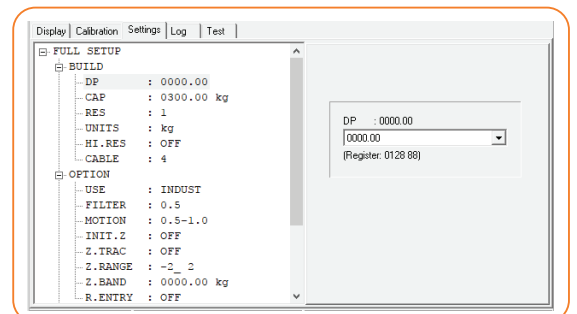 Display Calibration Settings Log Test
FULL SETUP
BUILD
DP : 0000.00
CAP : 0300.00 kg
RES : 1
UNITS : kg
HI.RES : OFF
CABLE : 4
OPTION
USE : INDUST
FILTER : 0.5
MOTION : 0.5-1.0
INIT.Z : OFF
Z.TRAC : OFF
Z.RANGE : -2_ 2
Z.BAND : 0000.00 kg
R.ENTRY : OFF
DP : 0000.00
0000.00
(Register: 0128 88)